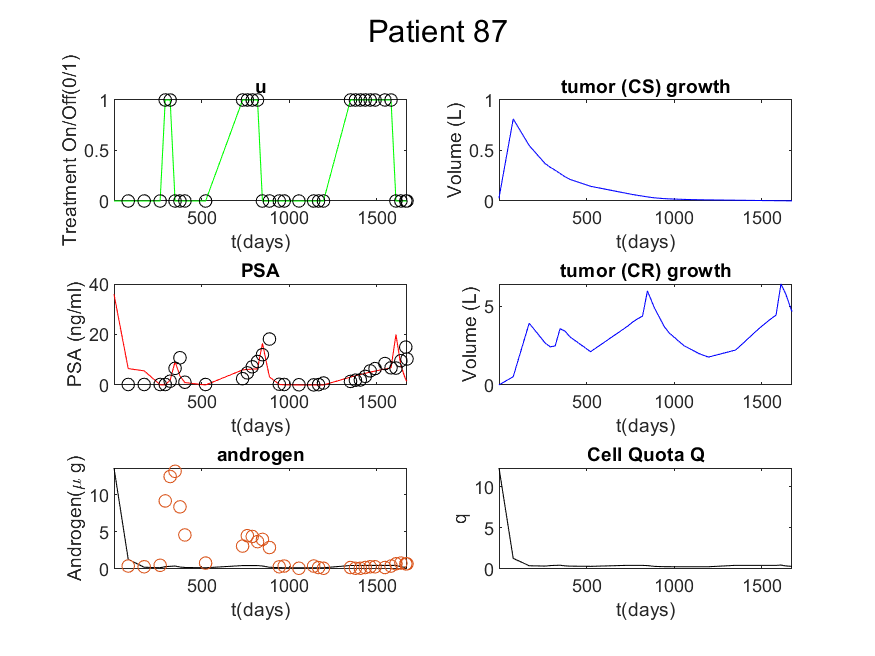 Patient 87
u
Treatment On/Off(0/1)
1
0.5
0
500
1000
1500
t(days)
tumor (CS) growth
Volume (L)
1
0.5
0
500
1000
1500
t(days)
PSA
PSA (ng/ml)
40
20
0
500
1000
1500
t(days)
tumor (CR) growth
Volume (L)
5
0
500
1000
1500
t(days)
androgen
Androgen(μ g)
10
5
0
500
1000
1500
t(days)
Cell Quota Q
q
10
5
0
500
1000
1500
t(days)